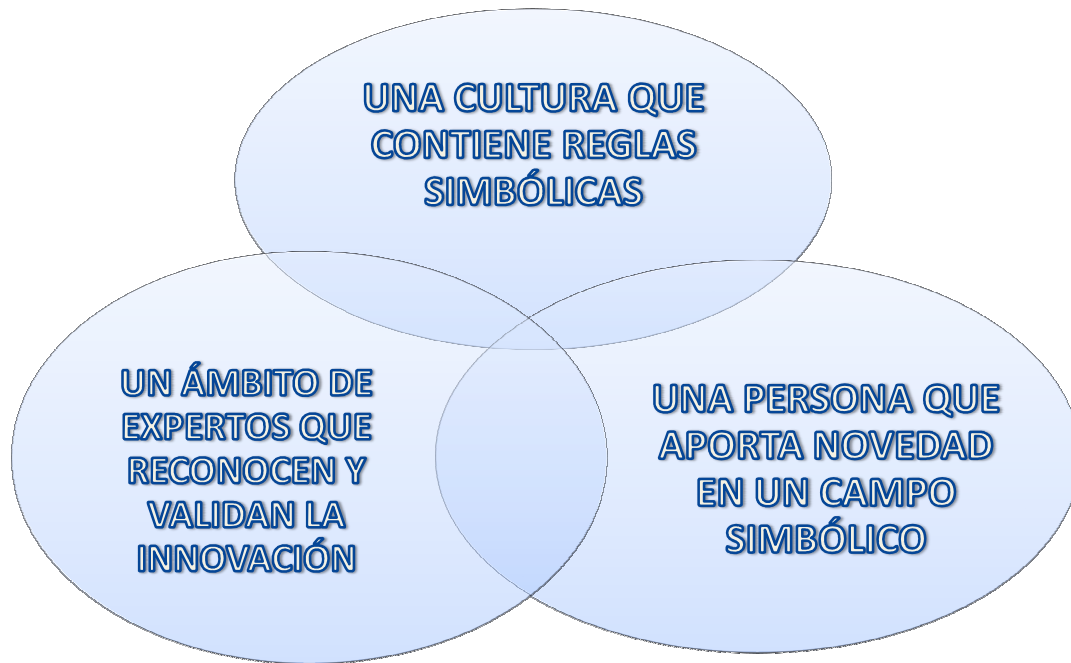 UNA CULTURA QUE
CONTIENE REGLAS
SIMBÓLICAS
UN ÁMBITO DE
EXPERTOS QUE
RECONOCEN Y
VALIDAN LA
INNOVACIÓN
UNA PERSONA QUE
APORTA NOVEDAD
EN UN CAMPO
SIMBÓLICO